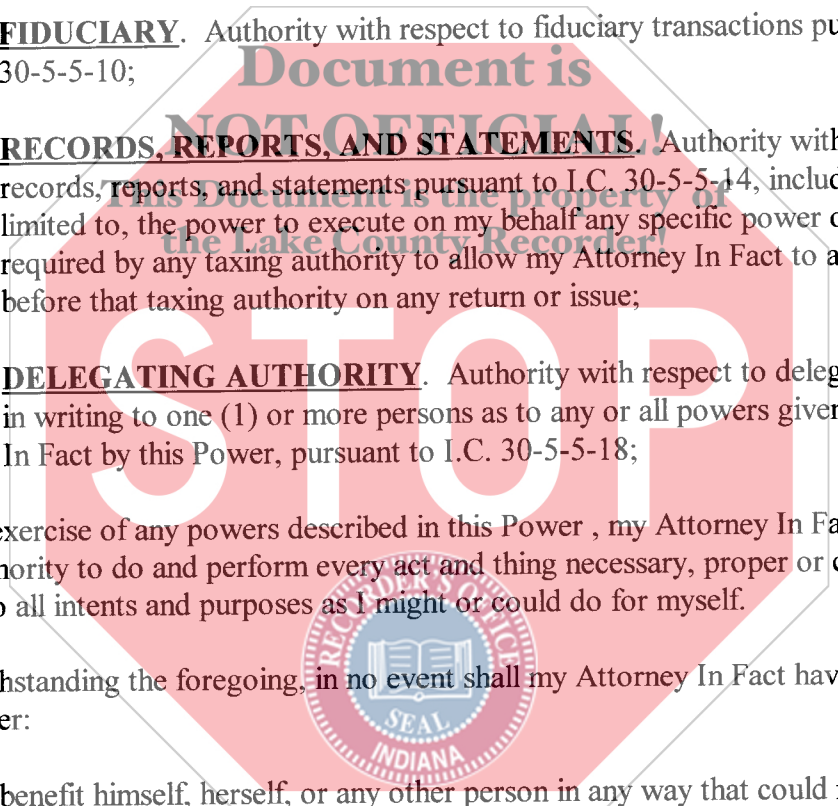 FIDUCIARY. Authority with respect to fiduciary transactions pu
30-5-5-10;
Document is
NOT OFFICIAL!
RECORDS, REPORTS, AND STATEMENTS. Authority with
This Document is the property of
records, reports, and statements pursuant to I.C. 30-5-5-14, includ
limited to, the power to execute on my behalf any specific power o
the Lake County Recorder!
required by any taxing authority to allow my Attorney In Fact to a
before that taxing authority on any return or issue;
STOP
DELEGATING AUTHORITY. Authority with respect to deleg
in writing to one (1) or more persons as to any or all powers given
In Fact by this Power, pursuant to I.C. 30-5-5-18;
exercise of any powers described in this Power , my Attorney In Fa
nority to do and perform every act and thing necessary, proper or c
o all intents and purposes as I might or could do for myself.
RECORDER'S OFFICE
SEAL
INDIANA
hstanding the foregoing, in no event shall my Attorney In Fact hav
er:
benefit himself, herself, or any other person in any way that could